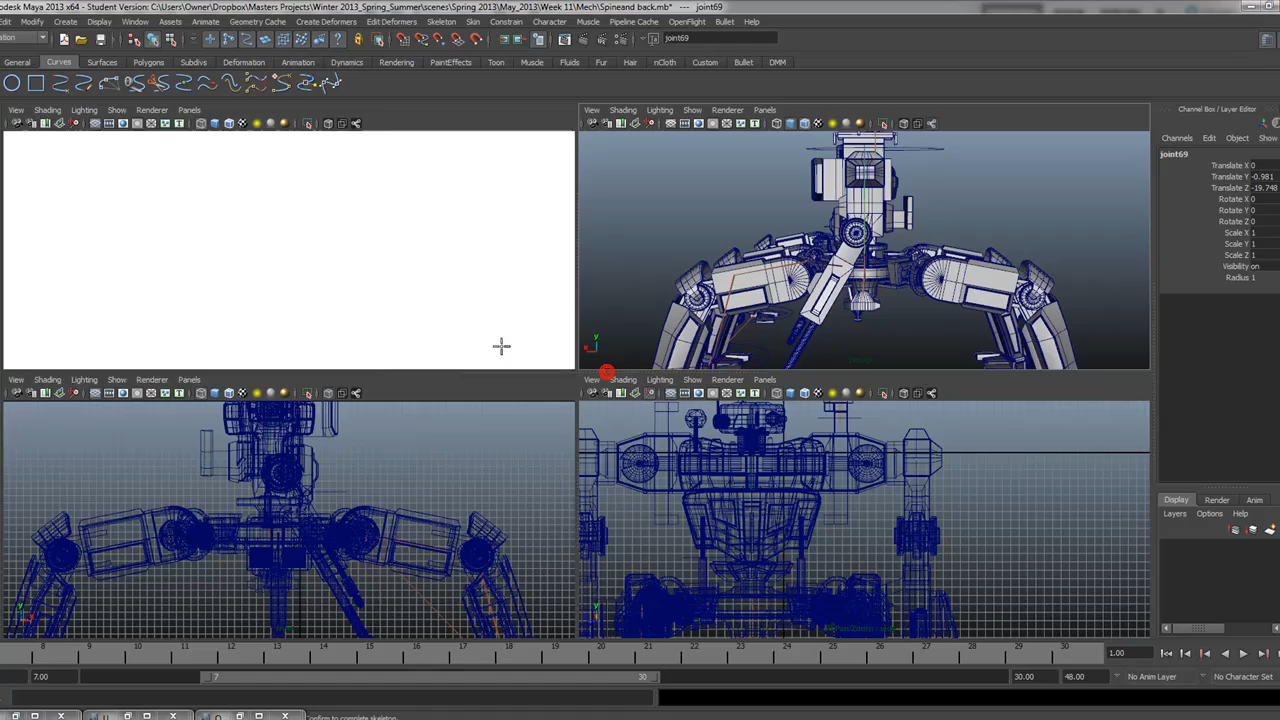 odesk Maya 2013 x64 - Student Version: C:\Users\Owner\Dropbox\Masters Projects\Winter 2013_Spring_Summer\scenes\Spring 2013\May_2013\Week 11\Mech\Spineand back.mb* --- joint69
Edit Modify Create Display Window Assets Animate Geometry Cache Create Deformers Edit Deformers Skeleton Skin Constrain Character Muscle Pipeline Cache OpenFlight Bullet Help
ation joint69
General Curves Surfaces Polygons Subdivs Deformation Animation Dynamics Rendering PaintEffects Toon Muscle Fluids Fur Hair nCloth Custom Bullet DMM
View Shading Lighting Show Renderer Panels
View Shading Lighting Show Renderer Panels
Channel Box / Layer Editor
Channels Edit Object Show
joint69
Translate X 0
Translate Y -0.981
Translate Z -19.748
Rotate X 0
Rotate Y 0
Rotate Z 0
Scale X 1
Scale Y 1
Scale Z 1
Visibility on
Radius 1
y
persp
View Shading Lighting Show Renderer Panels
View Shading Lighting Show Renderer Panels
Display Render Anim
Layers Options Help
y
y
8 9 10 11 12 13 14 15 16 17 18 19 20 21 22 23 24 25 26 27 28 29 30 1.00
7.00 7 30 30.00 48.00 No Anim Layer No Character Set
Confirm to complete skeleton.